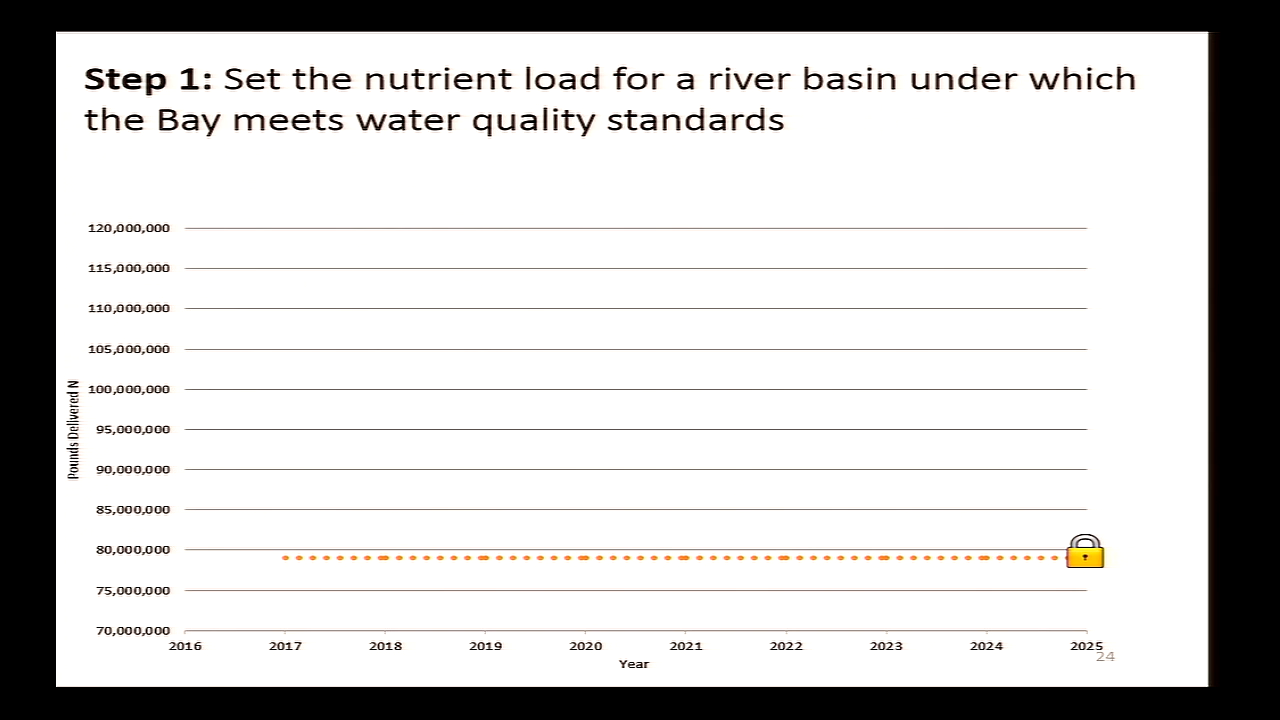 Step 1: Set the nutrient load for a river basin under which
the Bay meets water quality standards
120,000,000
115,000,000
110,000,000
105,000,000
100,000,000
95,000,000
90,000,000
85,000,000
80,000,000
75,000,000
70,000,000
Pounds Delivered N
2016 2017 2018 2019 2020 2021 2022 2023 2024 2025
Year
24